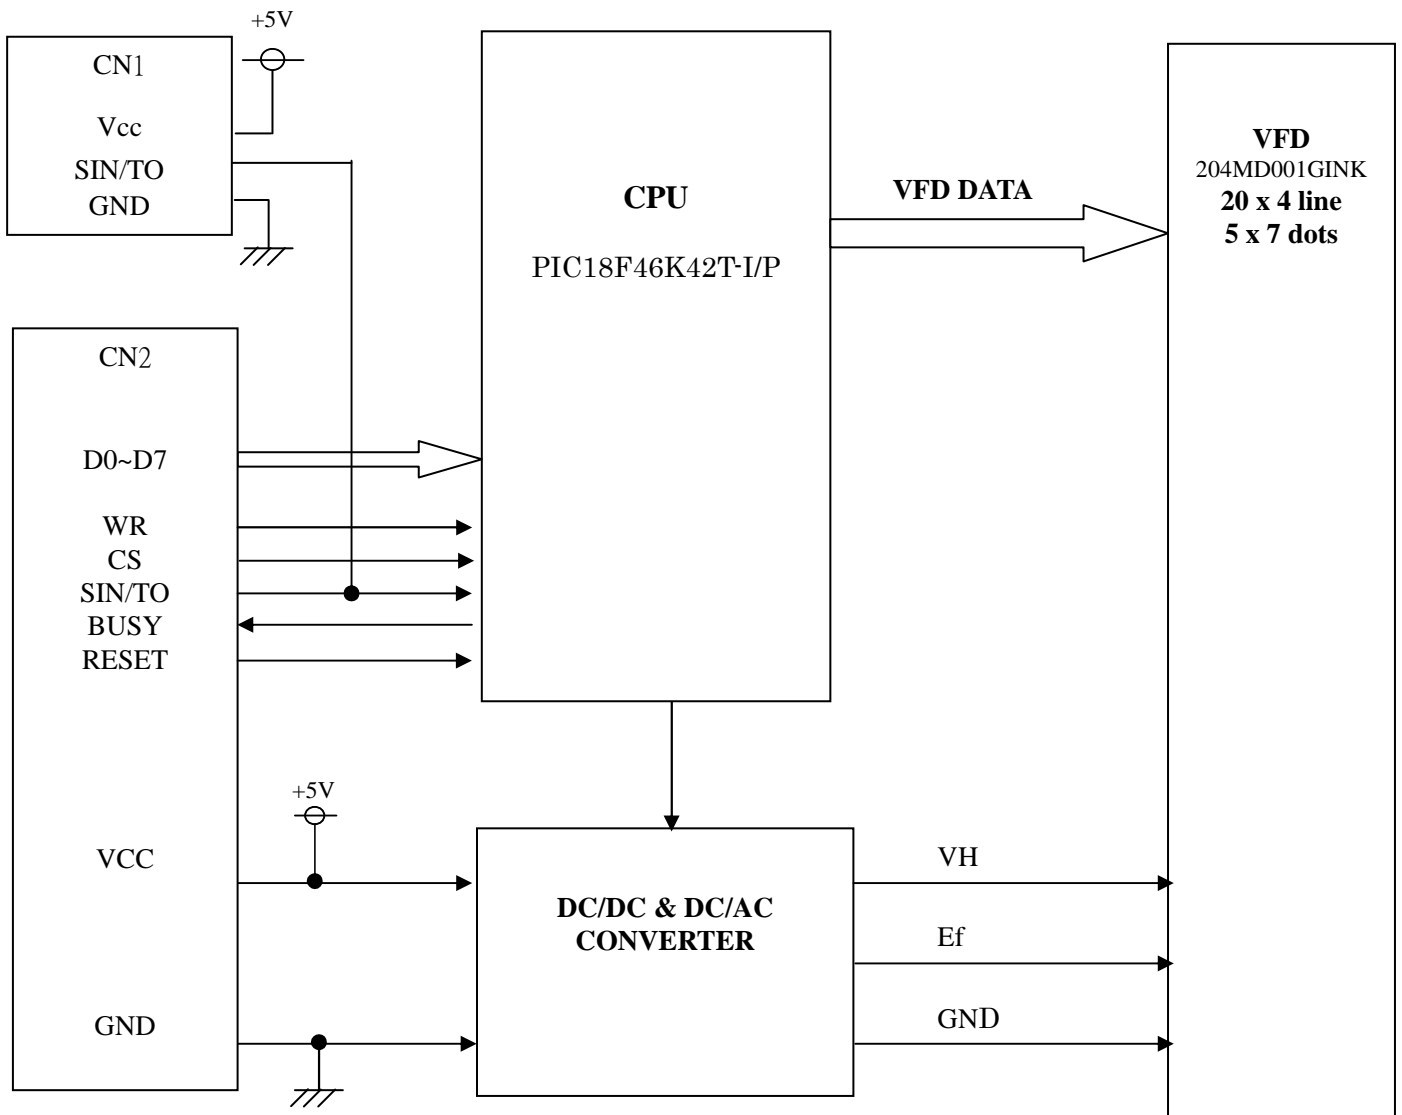 +5V
CN1
Vcc
SIN/TO
GND
CPU
PIC18F46K42T-I/P
VFD DATA
VFD
204MD001GINK
20 x 4 line
5 x 7 dots
CN2
D0~D7
WR
CS
SIN/TO
BUSY
RESET
+5V
VCC
GND
DC/DC & DC/AC
CONVERTER
VH
Ef
GND